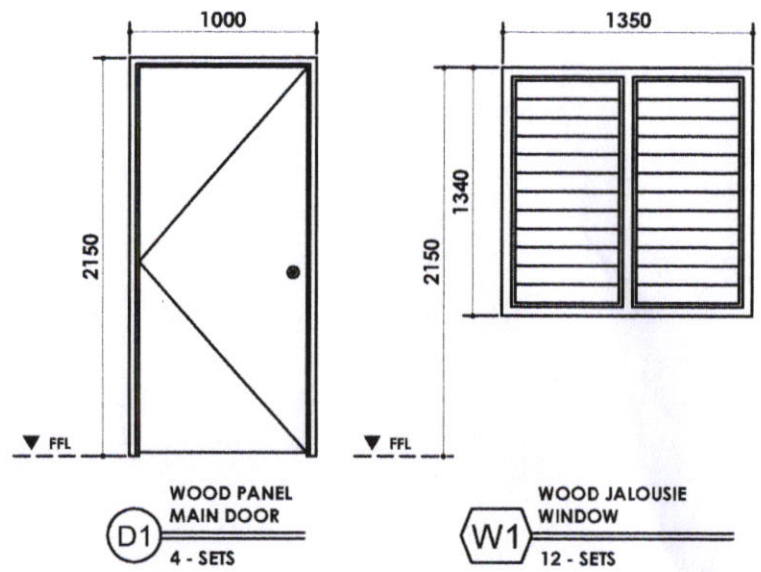 1000
1350
2150
1340
2150
FFL
FFL
D1
WOOD PANEL
MAIN DOOR
4 - SETS
W1
WOOD JALOUSIE
WINDOW
12 - SETS